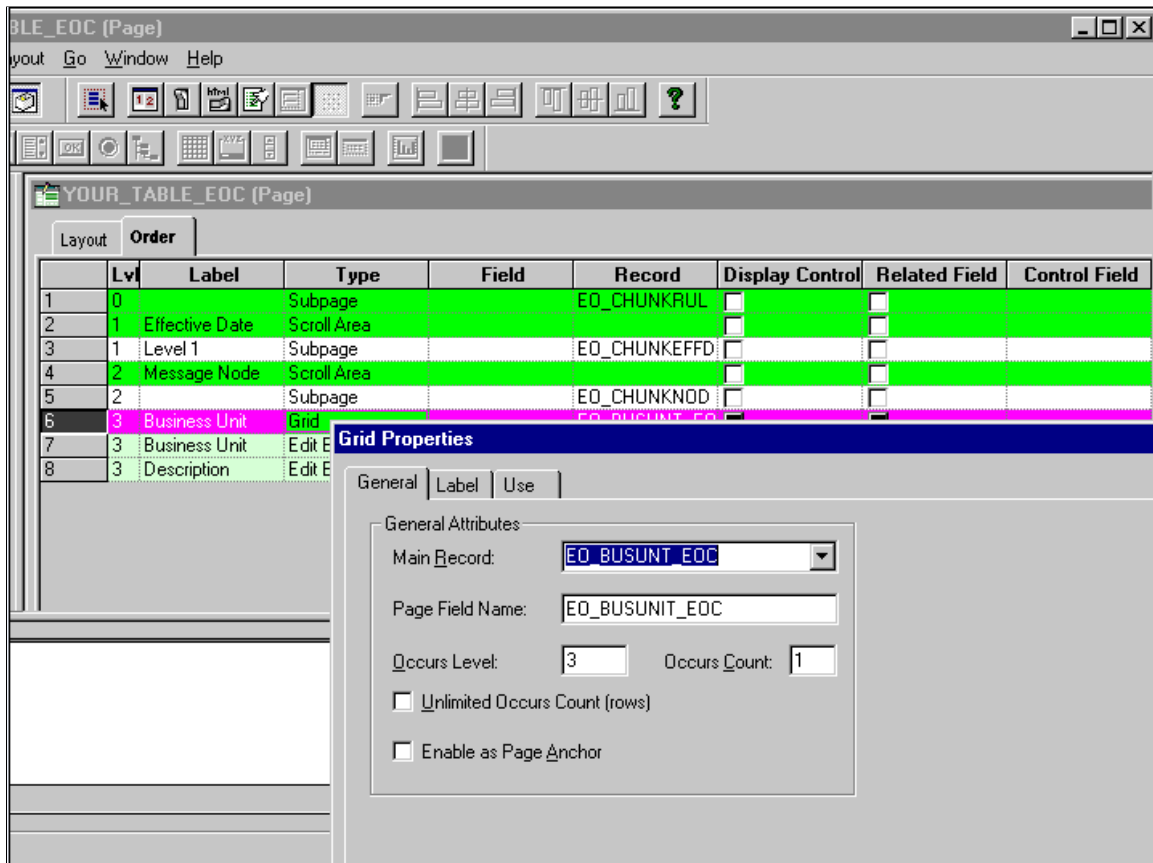 BLE_EOC (Page)
yout Go Window Help
YOUR_TABLE_EOC (Page)
Layout Order
Lvl Label Type Field Record Display Control Related Field Control Field
1 0 Subpage EO_CHUNKRUL
2 1 Effective Date Scroll Area
3 1 Level 1 Subpage EO_CHUNKEFFD
4 2 Message Node Scroll Area
5 2 Subpage EO_CHUNKNOD
6 3 Business Unit Grid
7 3 Business Unit Edit
8 3 Description Edit
Grid Properties
General Label Use
General Attributes
Main Record: EO_BUSUNT_EOC
Page Field Name: EO_BUSUNIT_EOC
Occurs Level: 3 Occurs Count: 1
Unlimited Occurs Count (rows)
Enable as Page Anchor